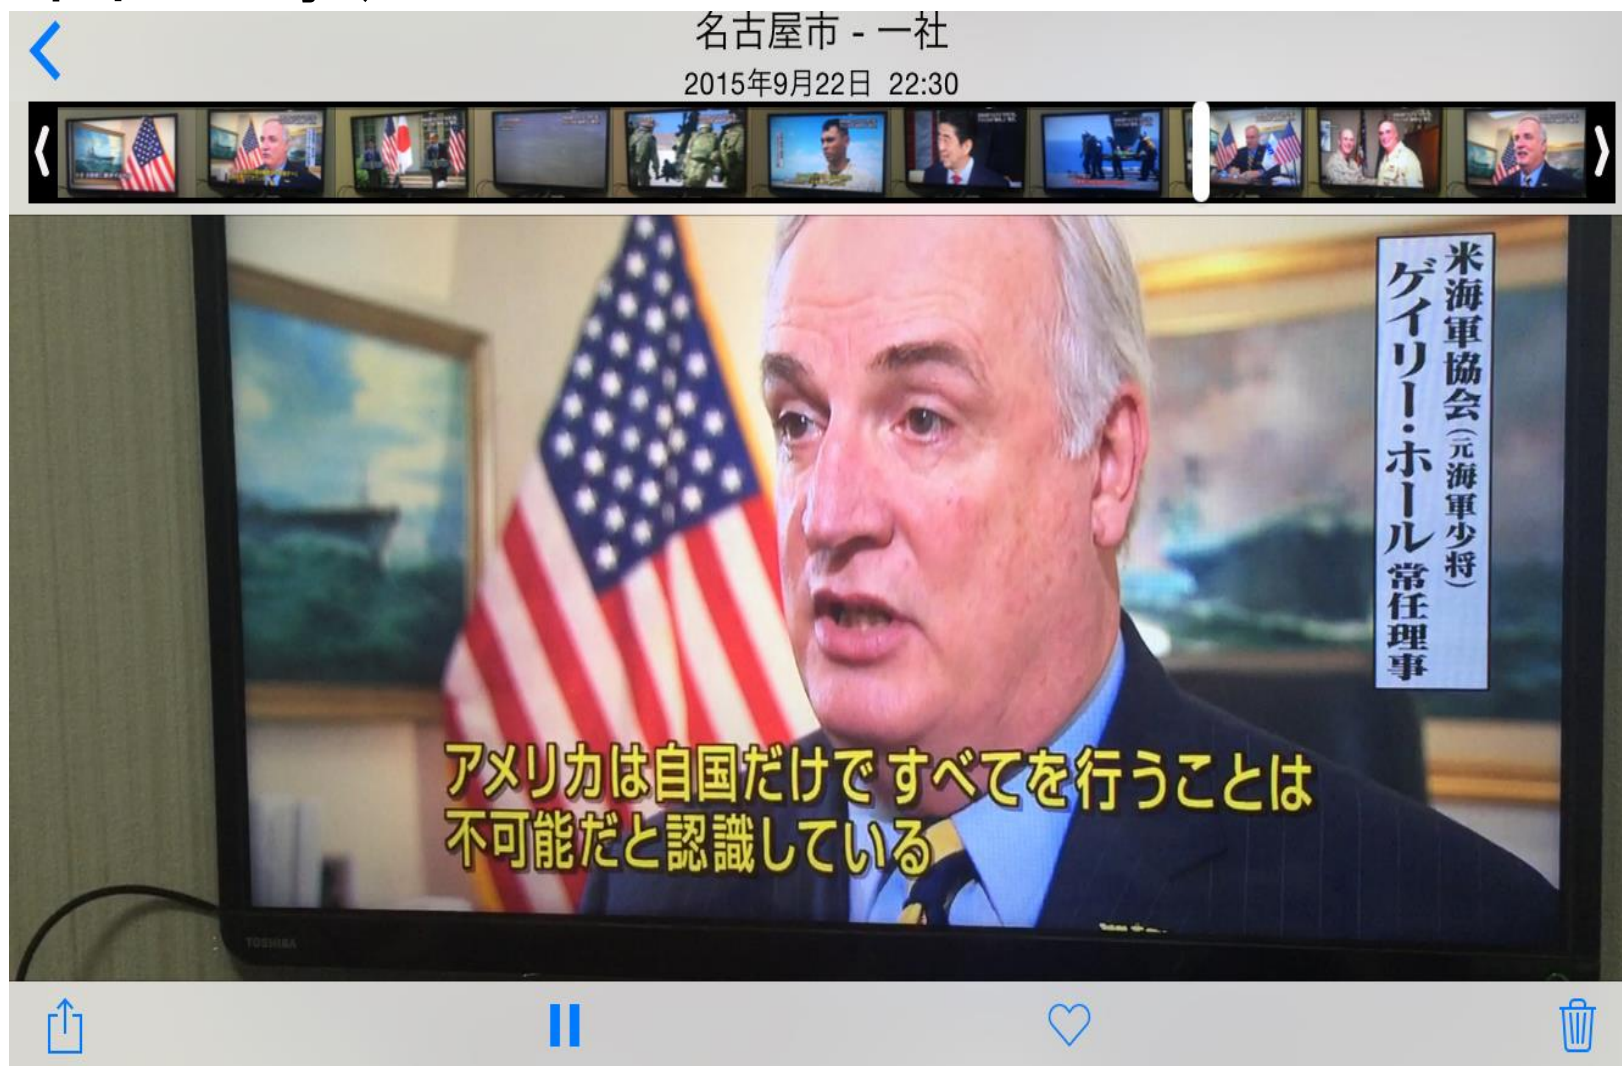 名古屋市 - 一社
2015年9月22日 22:30
米海軍協会(元海軍少将)
ゲイリー・ホール 常任理事
アメリカは自国だけで すべてを行うことは
不可能だと認識している
TOSHIBA